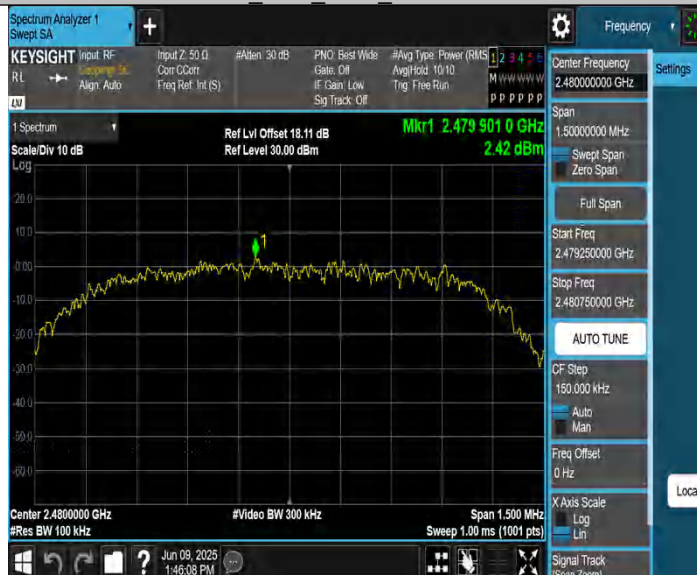 Spectrum Analyzer 1
Swept SA
Frequency
KEYSIGHT
RL
LXI
Input: RF
Coupling: DC
Align: Auto
Input Z: 50 Ω
Corr CCorr
Freq Ref: Int (S)
#Atten: 30 dB
PNO: Best Wide
Gate: Off
IF Gain: Low
Sig Track: Off
#Avg Type: Power (RMS)
Avg|Hold: 10/10
Trig: Free Run
1 2 3 4 5 6
M W W W W W
P P P P P P
1 Spectrum
Scale/Div 10 dB
Log
Ref Lvl Offset 18.11 dB
Ref Level 30.00 dBm
Mkr1 2.479 901 0 GHz
2.42 dBm
20.0
10.0
0.00
-10.0
-20.0
-30.0
-40.0
-50.0
-60.0
1
Center 2.4800000 GHz
#Res BW 100 kHz
#Video BW 300 kHz
Span 1.500 MHz
Sweep 1.00 ms (1001 pts)
Jun 09, 2025
1:46:08 PM
Center Frequency
2.480000000 GHz
Settings
Span
1.50000000 MHz
Swept Span
Zero Span
Full Span
Start Freq
2.479250000 GHz
Stop Freq
2.480750000 GHz
AUTO TUNE
CF Step
150.000 kHz
Auto
Man
Freq Offset
0 Hz
X Axis Scale
Log
Lin
Loca
Signal Track
(Span Zoom)